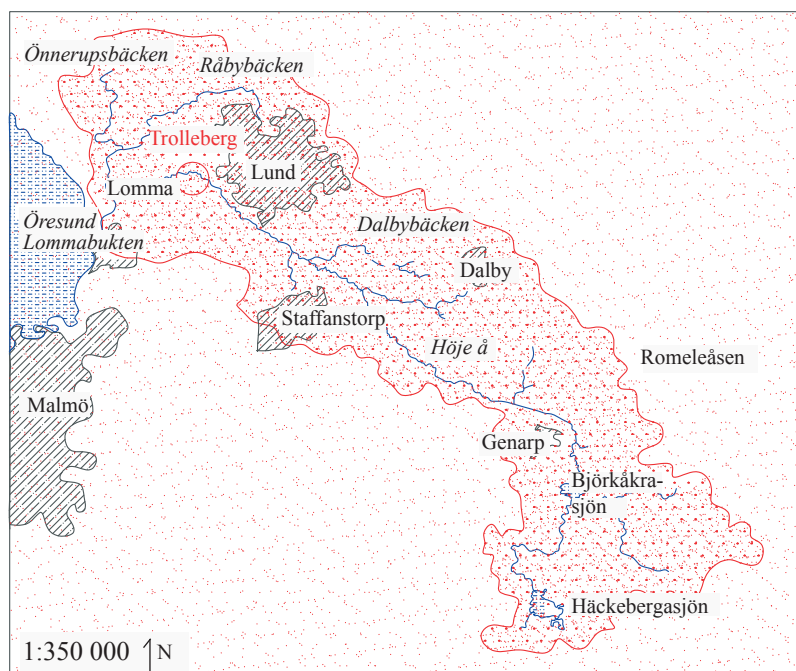 Önnerupsbäcken
Råbybäcken
Trolleberg
Lund
Lomma
Öresund
Lommabukten
Dalbybäcken
Dalby
Staffanstorp
Höje å
Romeleåsen
Malmö
Genarp
Björkåkra-
sjön
Häckebergasjön
1:350 000 N